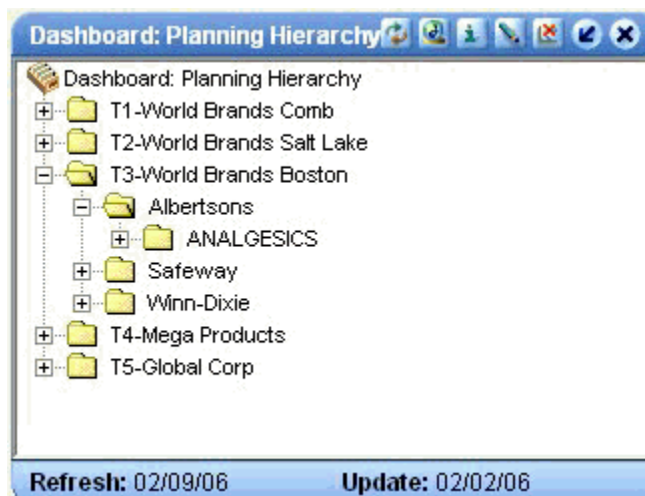 Dashboard: Planning Hierarchy
Dashboard: Planning Hierarchy
T1-World Brands Comb
T2-World Brands Salt Lake
T3-World Brands Boston
Albertsons
ANALGESICS
Safeway
Winn-Dixie
T4-Mega Products
T5-Global Corp
Refresh: 02/09/06 Update: 02/02/06